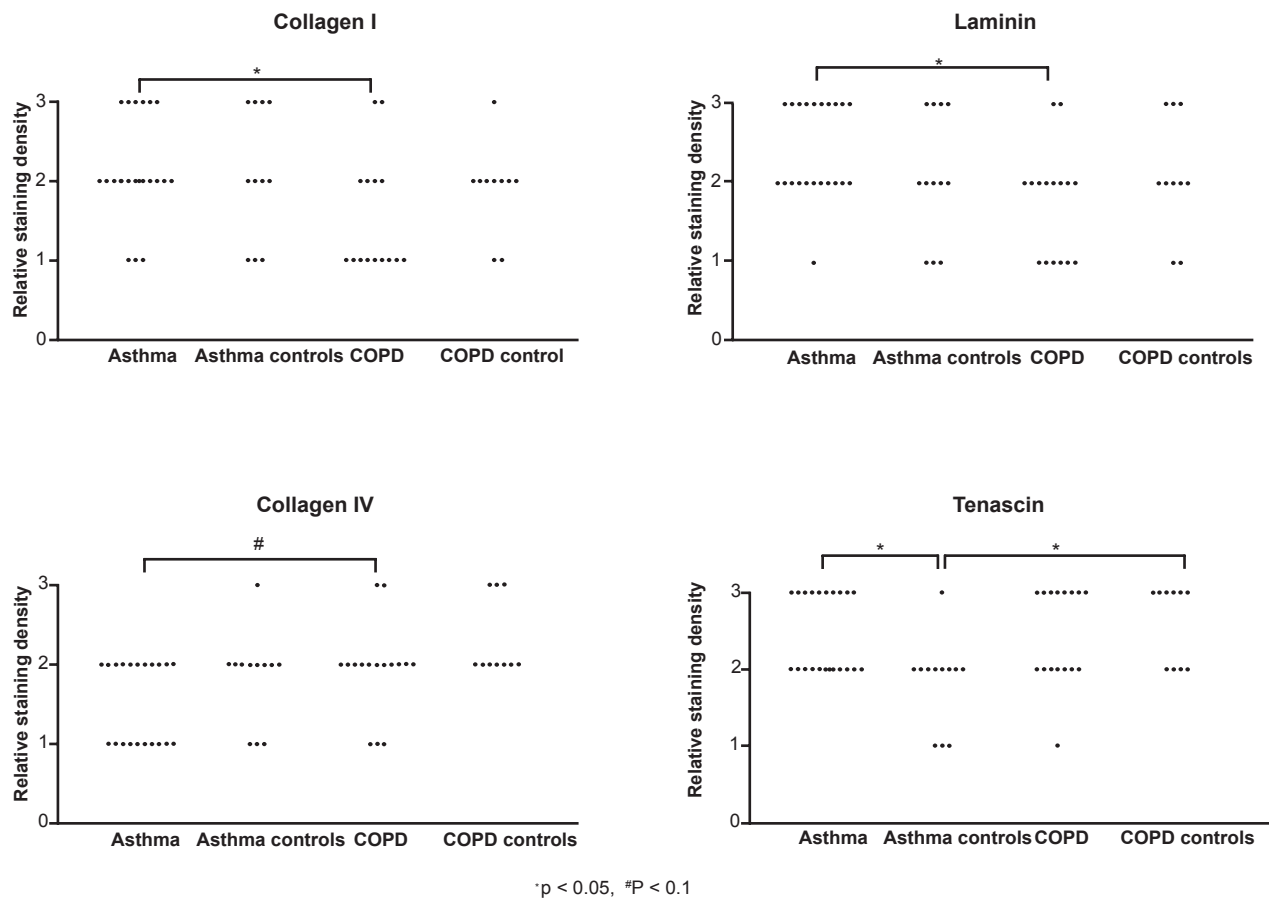 Collagen I
*
Relative staining density
3
2
1
0
Asthma Asthma controls COPD COPD control
Laminin
*
Relative staining density
3
2
1
0
Asthma Asthma controls COPD COPD controls
Collagen IV
#
Relative staining density
3
2
1
0
Asthma Asthma controls COPD COPD controls
Tenascin
* *
Relative staining density
3
2
1
0
Asthma Asthma controls COPD COPD controls
*p < 0.05, #P < 0.1